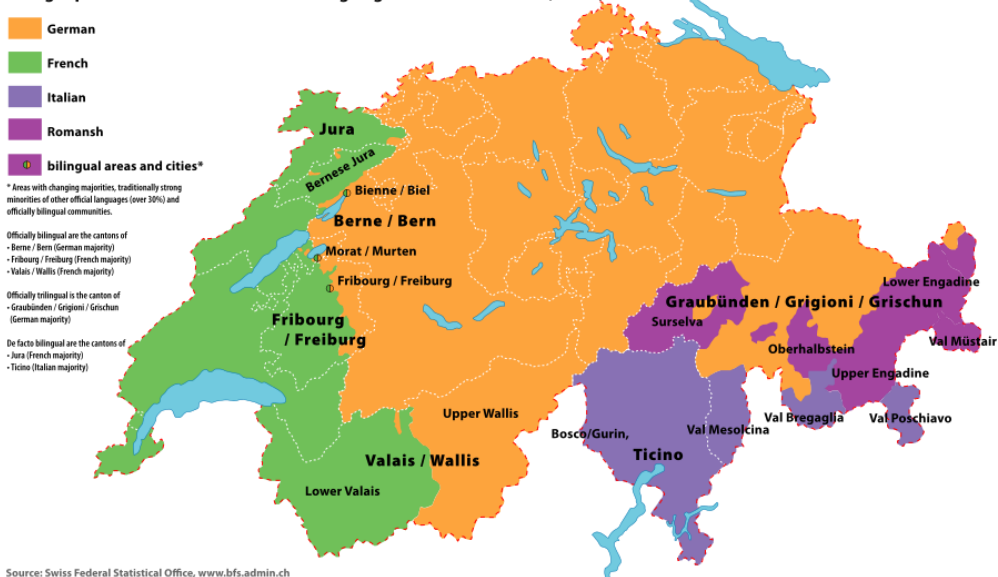 German
French
Italian
Romansh
bilingual areas and cities*
* Areas with changing majorities, traditionally strong
minorities of other official languages (over 30%) and
officially bilingual communities.
Officially bilingual are the cantons of
• Berne / Bern (German majority)
• Fribourg / Freiburg (French majority)
• Valais / Wallis (French majority)
Officially trilingual is the canton of
• Graubünden / Grigioni / Grischun
(German majority)
De facto bilingual are the cantons of
• Jura (French majority)
• Ticino (Italian majority)
Jura
Bernese Jura
Bienne / Biel
Berne / Bern
Morat / Murten
Fribourg / Freiburg
Fribourg
/ Freiburg
Lower Engadine
Graubünden / Grigioni / Grischun
Surselva
Val Müstair
Oberhalbstein
Upper Engadine
Upper Wallis
Val Bregaglia
Val Poschiavo
Bosco/Gurin,
Val Mesolcina
Ticino
Valais / Wallis
Lower Valais
Source: Swiss Federal Statistical Office, www.bfs.admin.ch